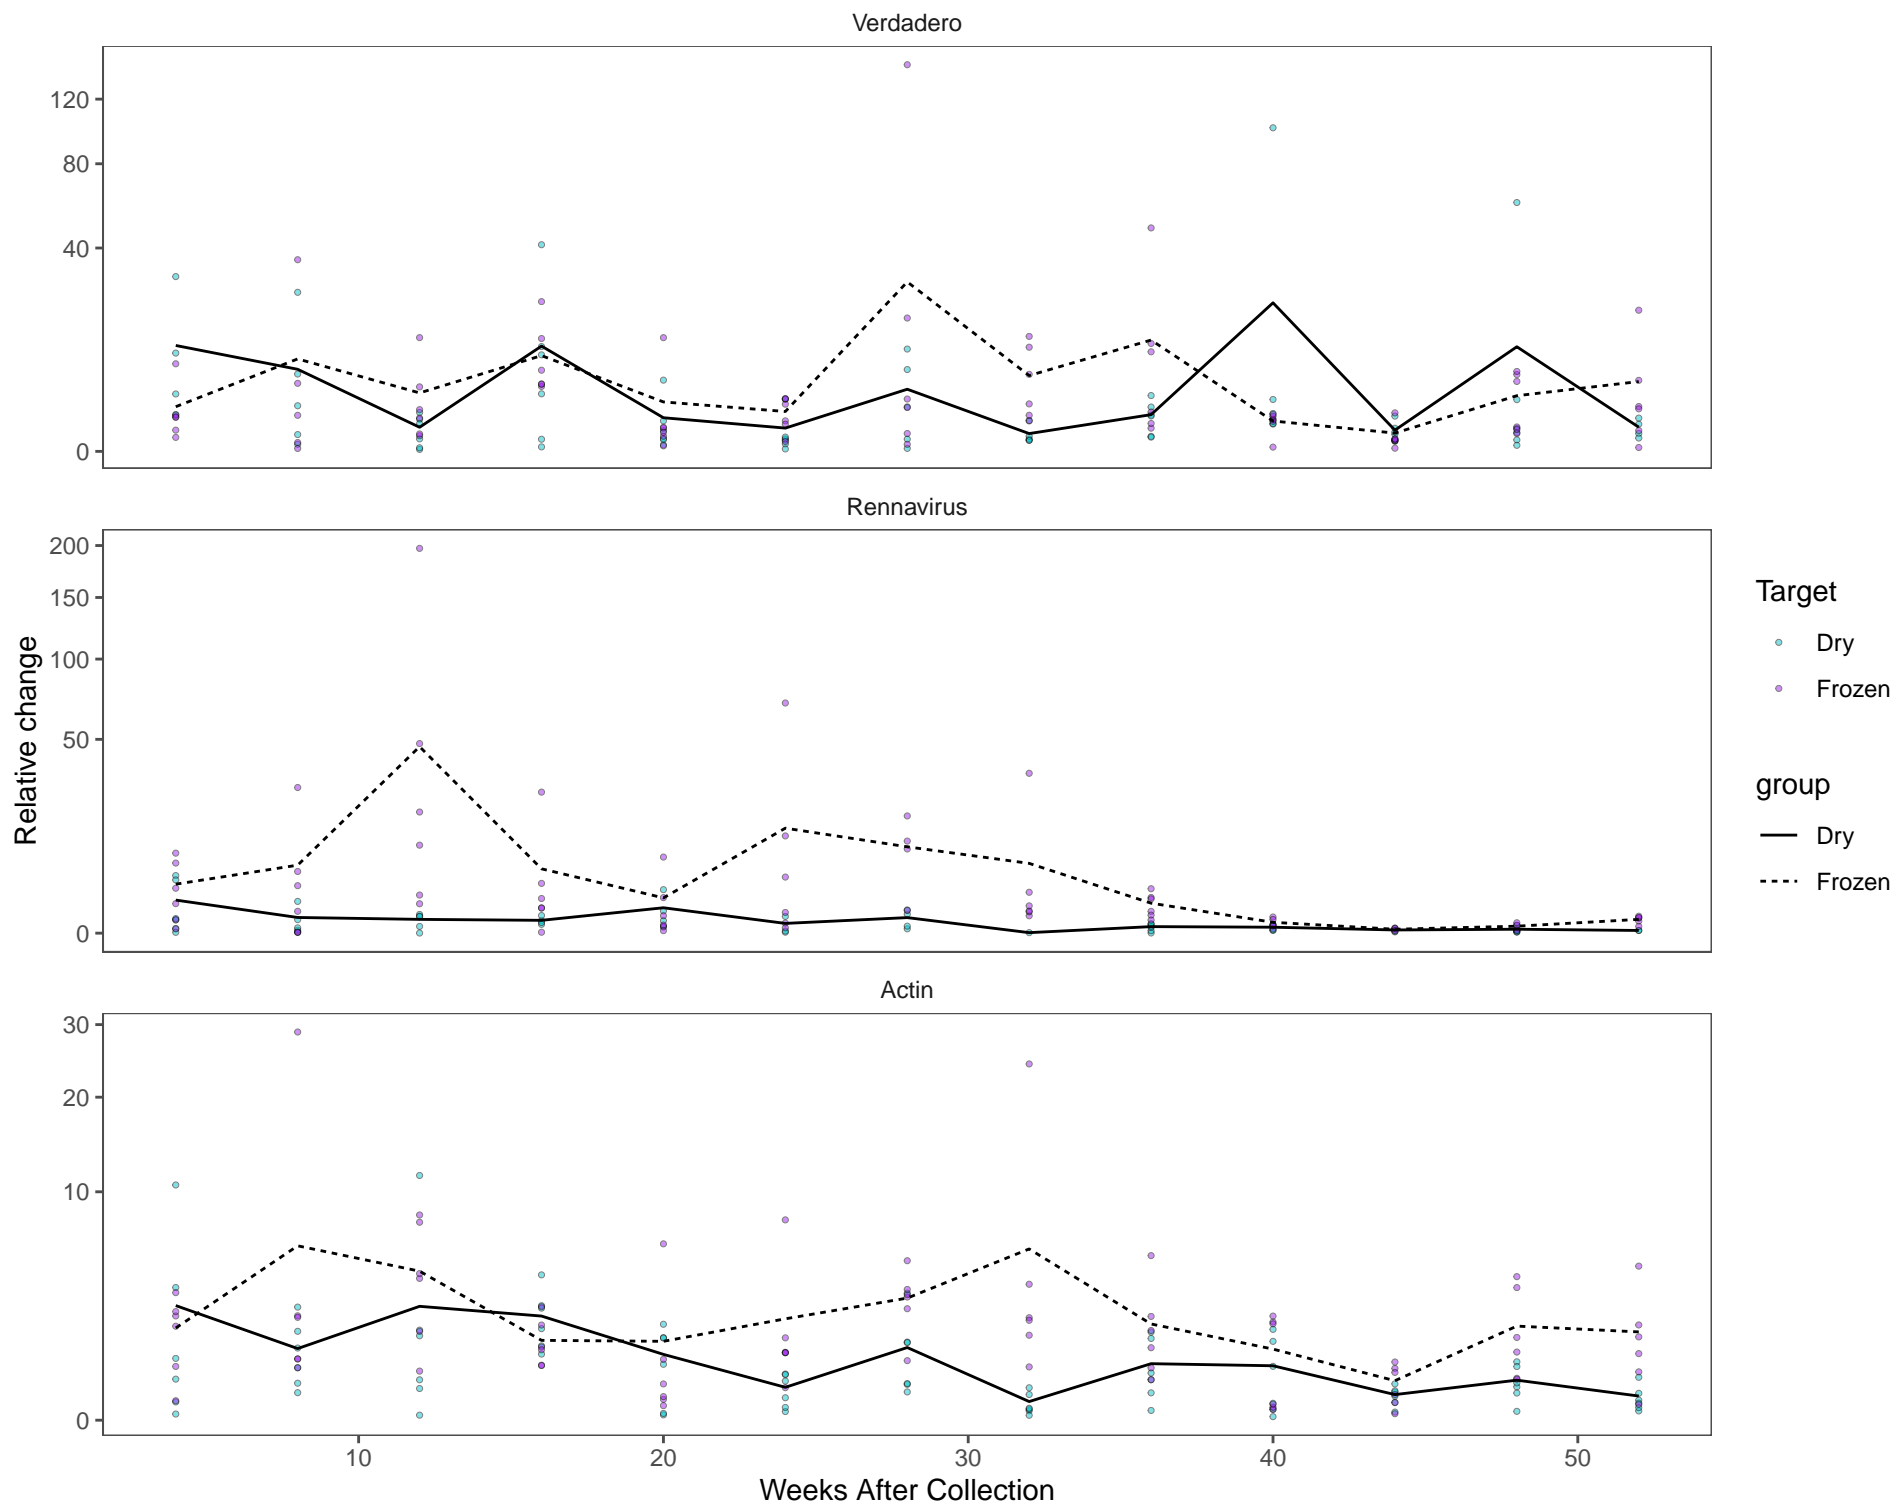 Verdadero
120
80
40
0
Rennavirus
200
150
100
50
0
Relative change
Actin
30
20
10
0
10 20 30 40 50
Weeks After Collection
Target
Dry
Frozen
group
Dry
Frozen